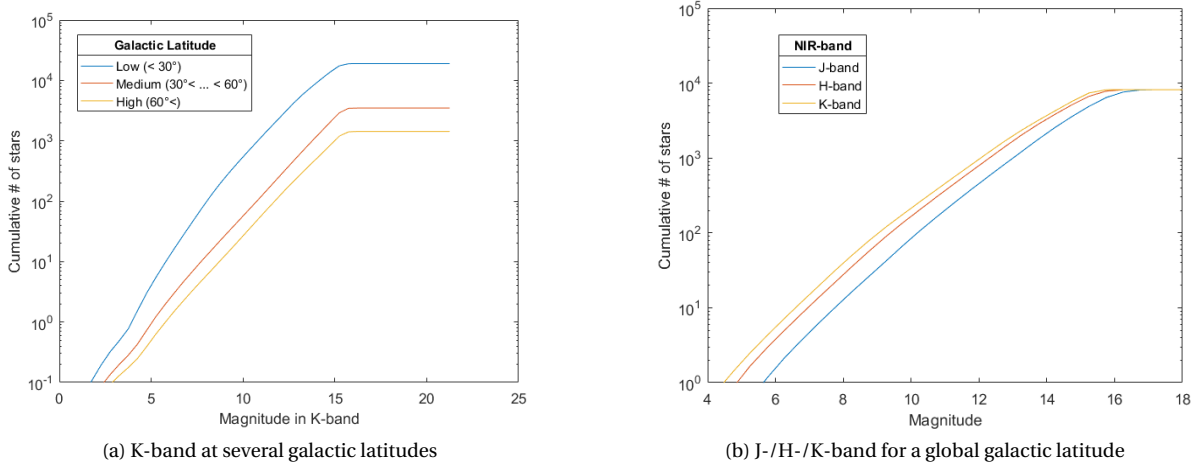 10^5
10^4
10^3
10^2
10^1
10^0
10^-1
Cumulative # of stars
Galactic Latitude
Low (< 30°)
Medium (30°< ... < 60°)
High (60°<)
0 5 10 15 20 25
Magnitude in K-band
(a) K-band at several galactic latitudes
10^5
10^4
10^3
10^2
10^1
10^0
Cumulative # of stars
NIR-band
J-band
H-band
K-band
4 6 8 10 12 14 16 18
Magnitude
(b) J-/H-/K-band for a global galactic latitude